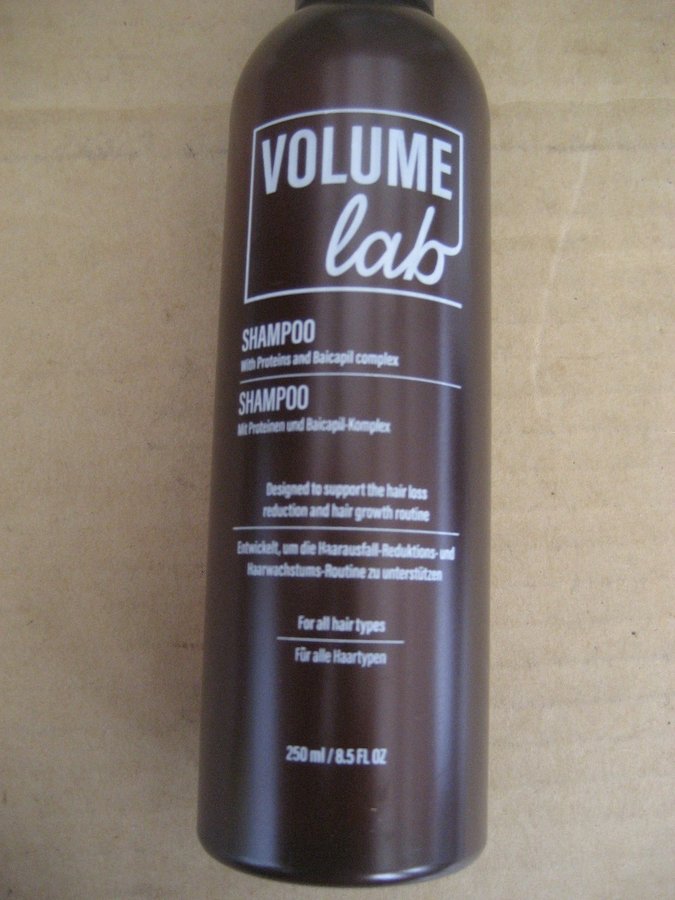 VOLUME
lab
SHAMPOO
With Proteins and Baicapil complex
SHAMPOO
Mit Proteinen und Baicapil-Komplex
Designed to support the hair loss
reduction and hair growth routine
Entwickelt, um die Haarausfall-Reduktions- und
Haarwachstums-Routine zu unterstützen
For all hair types
Für alle Haartypen
250 ml / 8.5 FL OZ